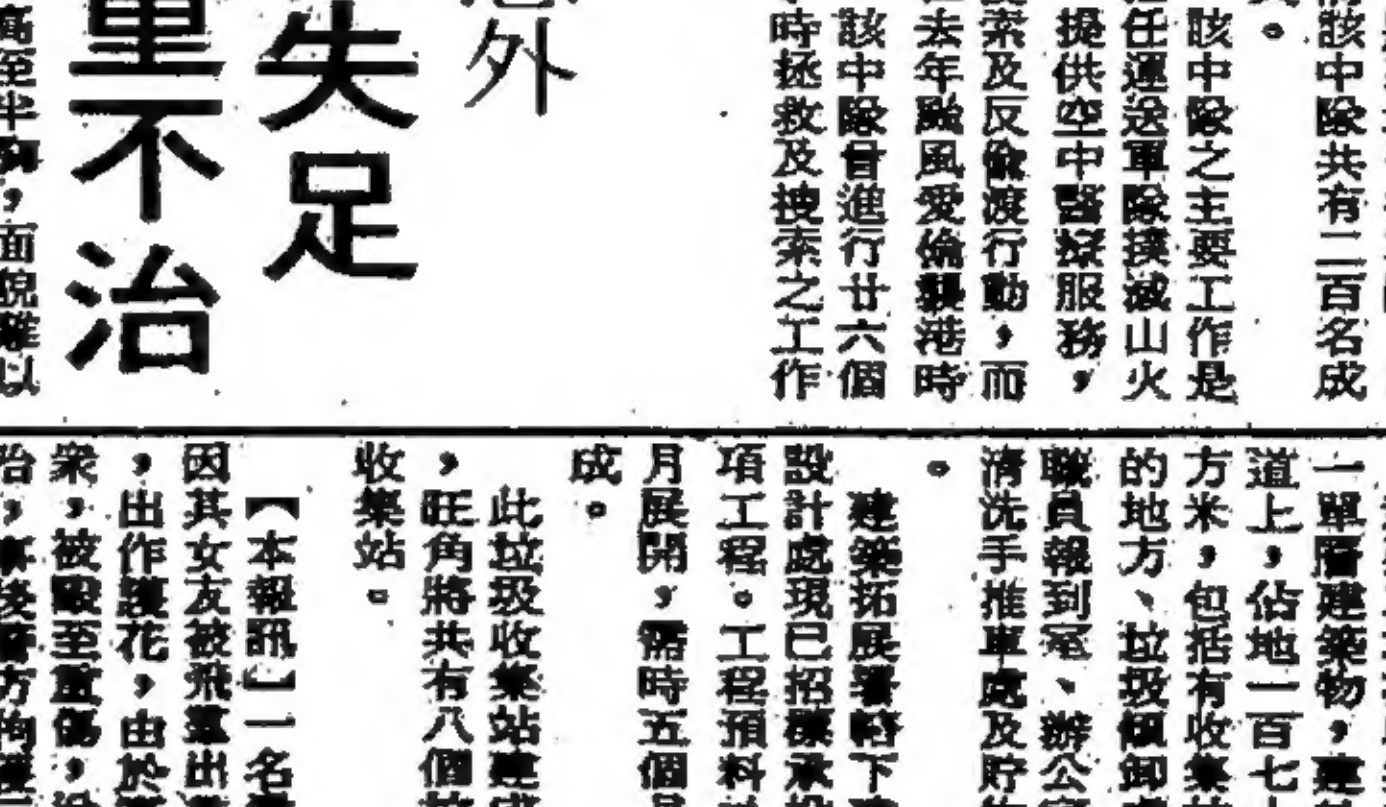 該中隊共有二百名成
員。
該中隊之主要工作是
任運送軍隊撲滅山火
提供空中醫療服務，
索及反偷渡行動，而
去年颱風愛倫襲港時
該中隊曾進行廿六個
時拯救及搜索之工作
外
失足
重不治
高至半胸，面貌難以
一單層建築物，建
道上，佔地一百七
方米，包括有收集
的地方、垃圾傾卸
職員報到室、辦公室
清洗手推車處及貯
。
建築拓展署轄下
設計處現已招標承投
項工程。工程預料
月展開，需時五個月
成。
此垃圾收集站建成
，旺角將共有八個
收集站。
【本報訊】一名
因其女友被飛
出
，出作護花，由於
衆，被毆至重傷，
治，事後警方拘獲